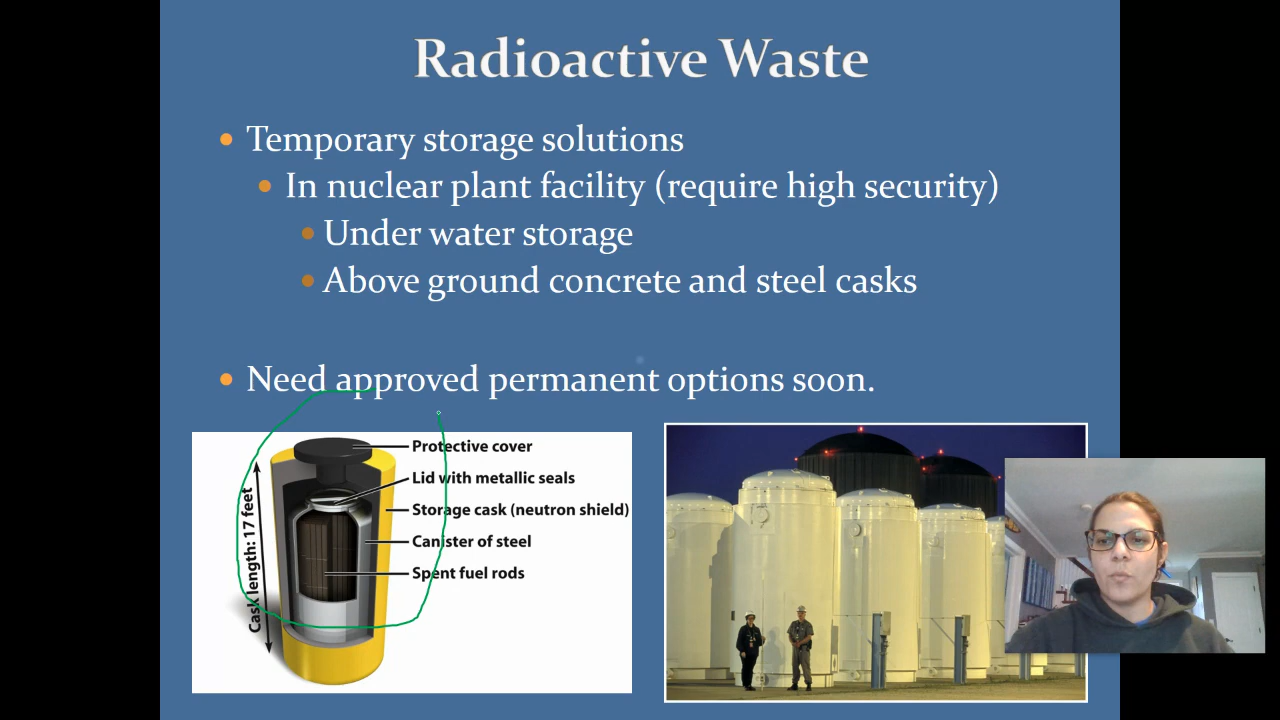 Radioactive Waste
Temporary storage solutions
In nuclear plant facility (require high security)
Under water storage
Above ground concrete and steel casks
Need approved permanent options soon.
Protective cover
Lid with metallic seals
Storage cask (neutron shield)
Canister of steel
Spent fuel rods
Cask length: 17 feet